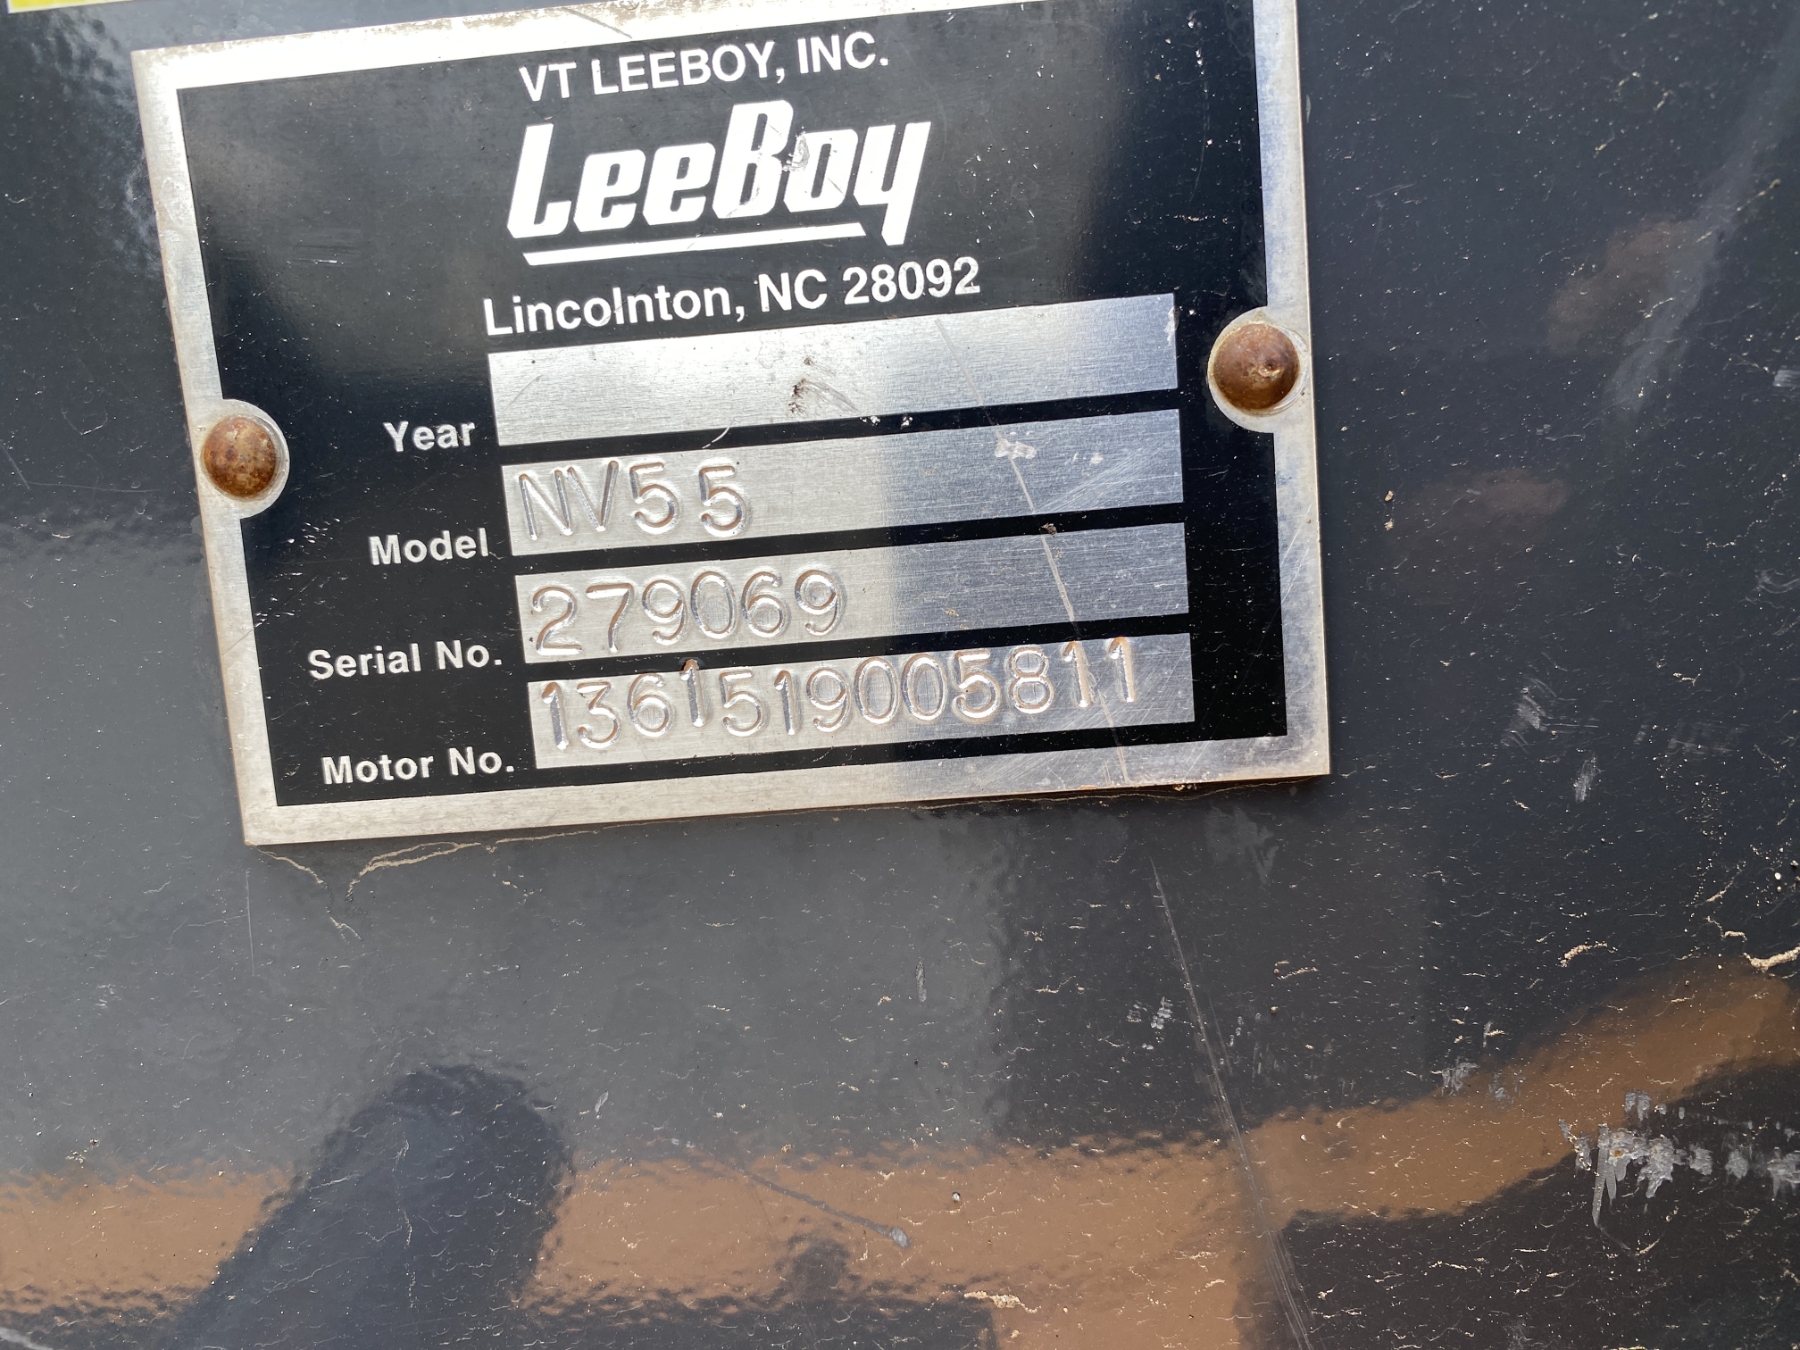 VT LEEBOY, INC.
LeeBoy
Lincolnton, NC 28092
Year
Model NV55
Serial No. 279069
Motor No. 1361519005811